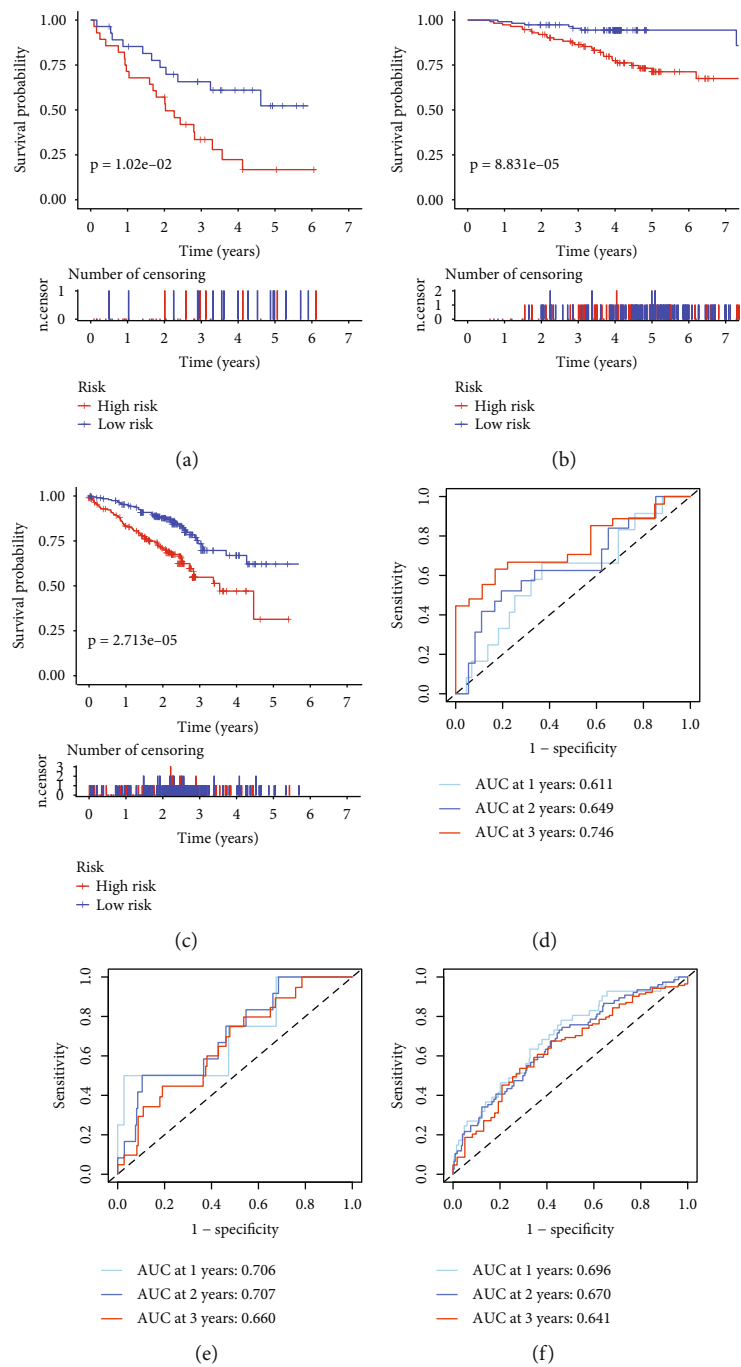 1.00
0.75
0.50
0.25
0.00
Survival probability
p = 1.02e–02
0 1 2 3 4 5 6 7
Time (years)
Number of censoring
n.censor
1
0
0 1 2 3 4 5 6 7
Time (years)
Risk
High risk
Low risk
(a)
1.00
0.75
0.50
0.25
0.00
Survival probability
p = 8.831e–05
0 1 2 3 4 5 6 7
Time (years)
Number of censoring
n.censor
2
1
0
0 1 2 3 4 5 6 7
Time (years)
Risk
High risk
Low risk
(b)
1.00
0.75
0.50
0.25
0.00
Survival probability
p = 2.713e–05
0 1 2 3 4 5 6 7
Time (years)
Number of censoring
n.censor
3
2
1
0
0 1 2 3 4 5 6 7
Time (years)
Risk
High risk
Low risk
(c)
1.0
0.8
0.6
0.4
0.2
0.0
Sensitivity
0.0 0.2 0.4 0.6 0.8 1.0
1 – specificity
AUC at 1 years: 0.611
AUC at 2 years: 0.649
AUC at 3 years: 0.746
(d)
1.0
0.8
0.6
0.4
0.2
0.0
Sensitivity
0.0 0.2 0.4 0.6 0.8 1.0
1 – specificity
AUC at 1 years: 0.706
AUC at 2 years: 0.707
AUC at 3 years: 0.660
(e)
1.0
0.8
0.6
0.4
0.2
0.0
Sensitivity
0.0 0.2 0.4 0.6 0.8 1.0
1 – specificity
AUC at 1 years: 0.696
AUC at 2 years: 0.670
AUC at 3 years: 0.641
(f)